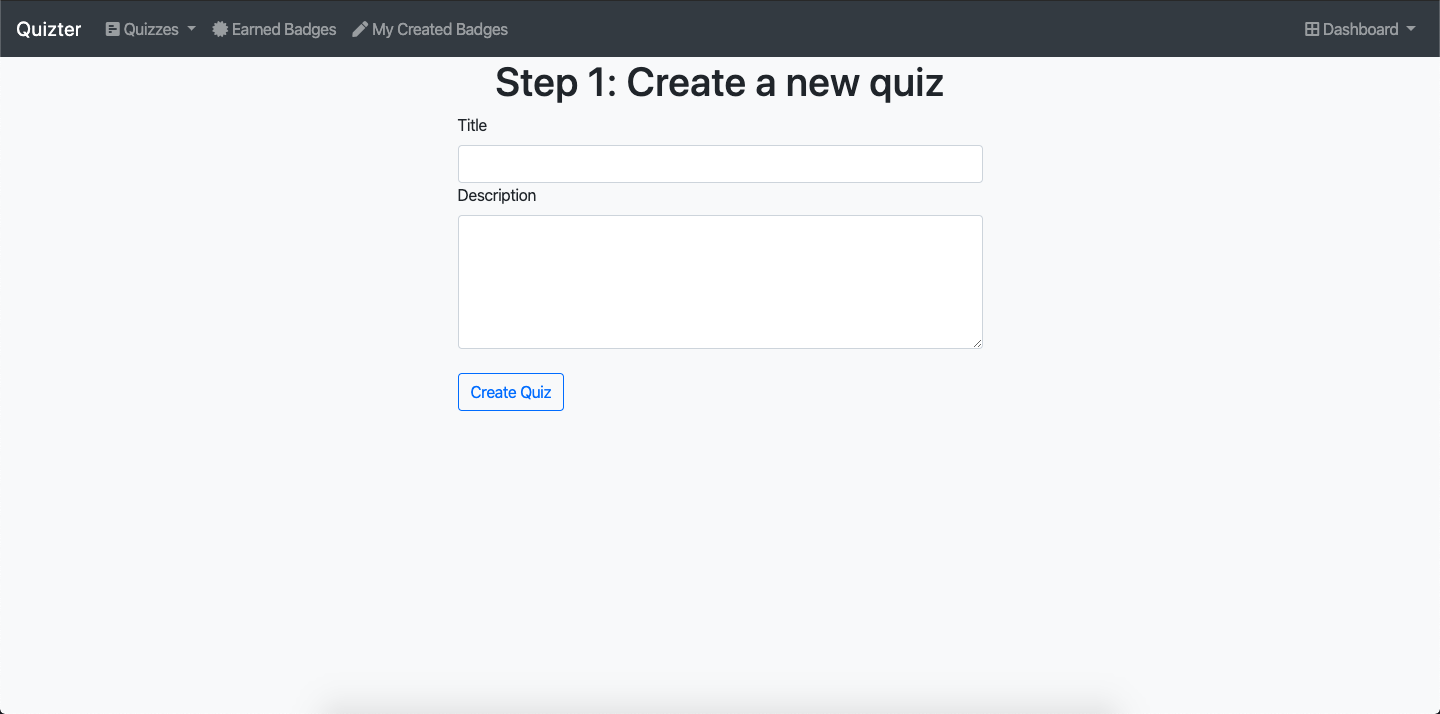 Quizter Quizzes Earned Badges My Created Badges Dashboard
Step 1: Create a new quiz
Title
Description
Create Quiz